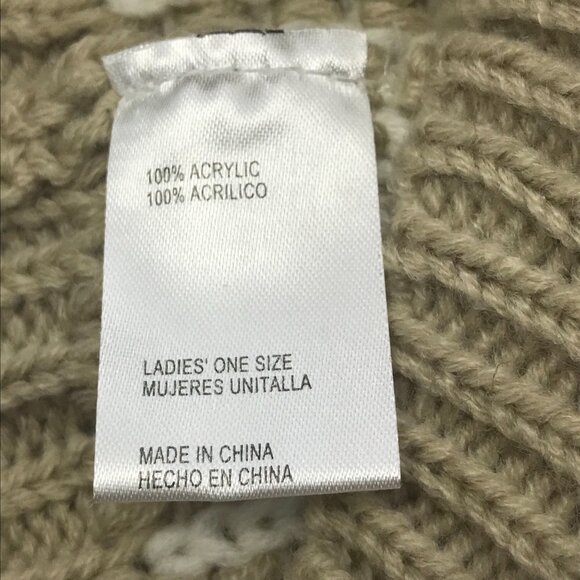 100% ACRYLIC
100% ACRILICO
LADIES' ONE SIZE
MUJERES UNITALLA
MADE IN CHINA
HECHO EN CHINA